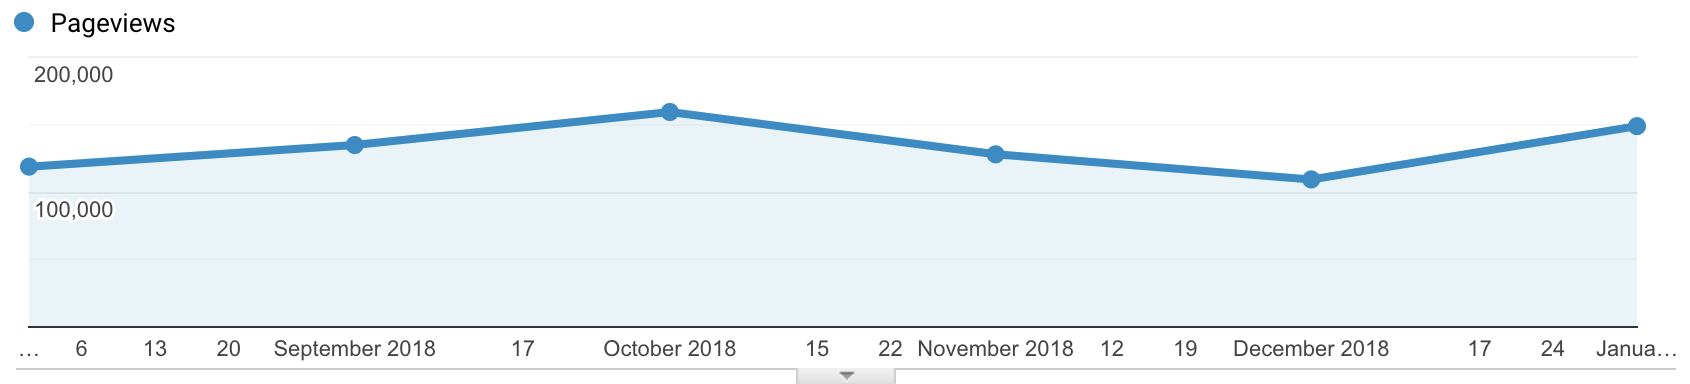 Pageviews
200,000
100,000
… 6 13 20 September 2018 17 October 2018 15 22 November 2018 12 19 December 2018 17 24 Janua…